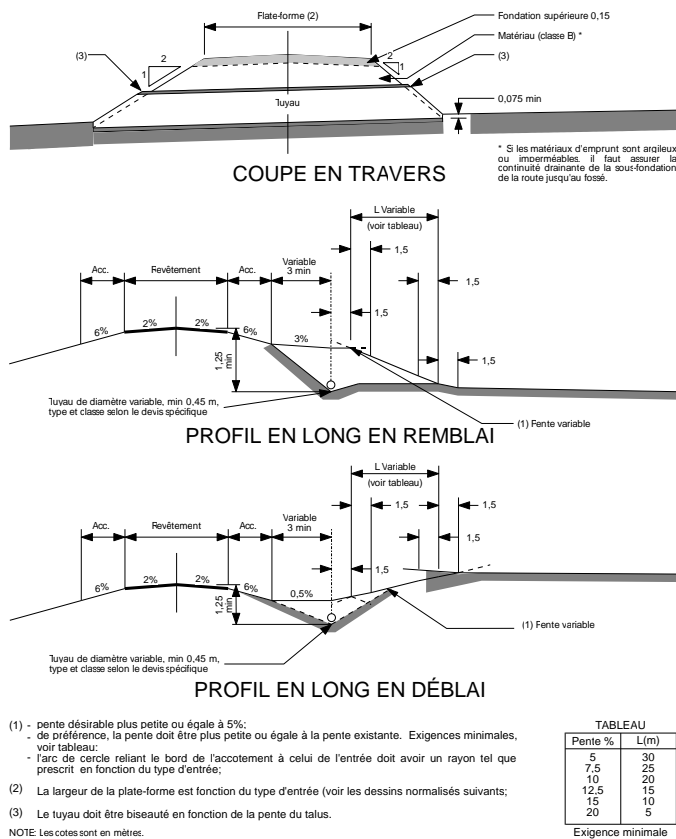 Flate-forme (2)
Fondation supérieure 0,15
Matériau (classe B) *
(3)
(3)
2
1
2
1
Tuyau
0,075 min
* Si les matériaux d'emprunt sont argileux
ou imperméables, il faut assurer la
continuité drainante de la sous-fondation
de la route jusqu'au fossé.
COUPE EN TRAVERS
L Variable
(voir tableau)
1,5
Acc.
Revêtement
Acc.
Variable
3 min
1,5
1,5
6%
2%
2%
6%
3%
1,25
min
1,5
Tuyau de diamètre variable, min 0,45 m,
type et classe selon le devis spécifique
(1) Fente variable
PROFIL EN LONG EN REMBLAI
L Variable
(voir tableau)
1,5
1,5
Acc.
Revêtement
Acc.
Variable
3 min
1,5
1,5
6%
2%
2%
6%
0,5%
1,25
min
(1) Fente variable
Tuyau de diamètre variable, min 0,45 m,
type et classe selon le devis spécifique
PROFIL EN LONG EN DÉBLAI
(1) - pente désirable plus petite ou égale à 5%;
- de préférence, la pente doit être plus petite ou égale à la pente existante. Exigences minimales,
voir tableau:
- l'arc de cercle reliant le bord de l'accotement à celui de l'entrée doit avoir un rayon tel que
prescrit en fonction du type d'entrée;
(2) La largeur de la plate-forme est fonction du type d'entrée (voir les dessins normalisés suivants;
(3) Le tuyau doit être biseauté en fonction de la pente du talus.
NOTE: Les cotes sont en mètres.
TABLEAU
Pente % L(m)
5 30
7,5 25
10 20
12,5 15
15 10
20 5
Exigence minimale